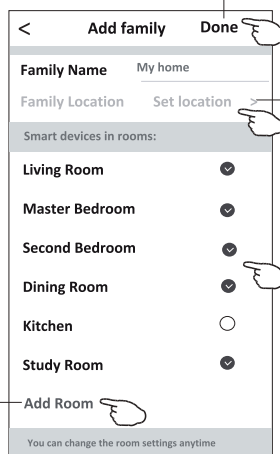 < Add family Done
Family Name My home
Family Location Set location >
Smart devices in rooms:
Living Room
Master Bedroom
Second Bedroom
Dining Room
Kitchen
Study Room
Add Room
You can change the room settings anytime